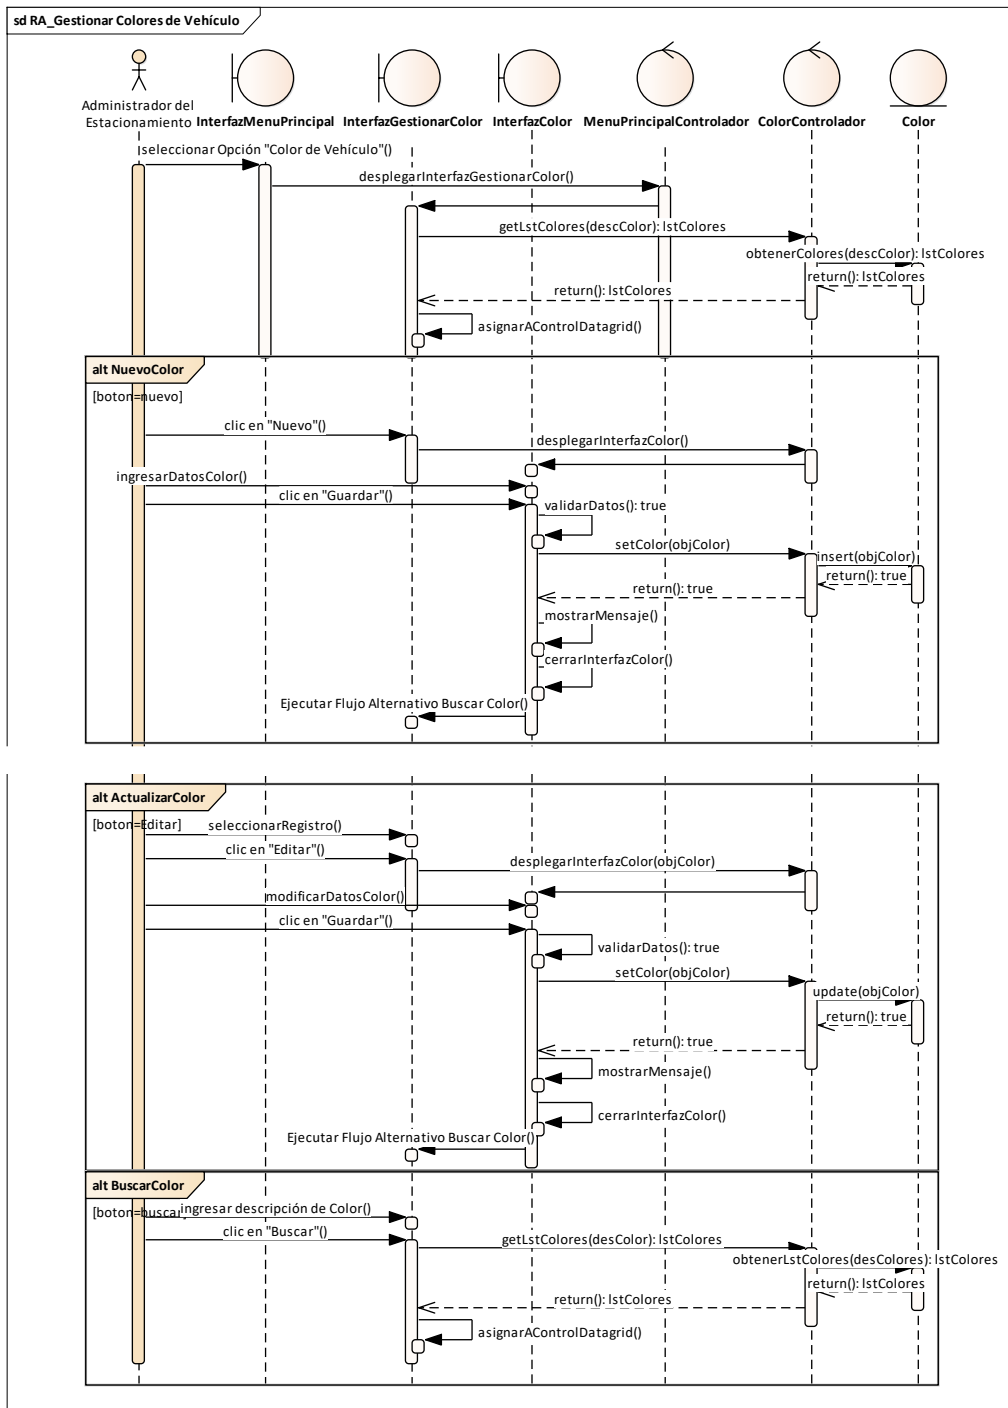 sd RA_Gestionar Colores de Vehículo
Administrador del
Estacionamiento
InterfazMenuPrincipal
InterfazGestionarColor
InterfazColor
MenuPrincipalControlador
ColorControlador
Color
seleccionar Opción "Color de Vehículo"()
desplegarInterfazGestionarColor()
getLstColores(descColor): lstColores
obtenerColores(descColor): lstColores
return(): lstColores
return(): lstColores
asignarAControlDatagrid()
alt NuevoColor
[boton=nuevo]
clic en "Nuevo"()
desplegarInterfazColor()
ingresarDatosColor()
clic en "Guardar"()
validarDatos(): true
setColor(objColor)
insert(objColor)
return(): true
return(): true
mostrarMensaje()
cerrarInterfazColor()
Ejecutar Flujo Alternativo Buscar Color()
alt ActualizarColor
[boton=Editar]
seleccionarRegistro()
clic en "Editar"()
desplegarInterfazColor(objColor)
modificarDatosColor()
clic en "Guardar"()
validarDatos(): true
setColor(objColor)
update(objColor)
return(): true
return(): true
mostrarMensaje()
cerrarInterfazColor()
Ejecutar Flujo Alternativo Buscar Color()
alt BuscarColor
[boton=buscar]
ingresar descripción de Color()
clic en "Buscar"()
getLstColores(desColor): lstColores
obtenerLstColores(desColores): lstColores
return(): lstColores
return(): lstColores
asignarAControlDatagrid()